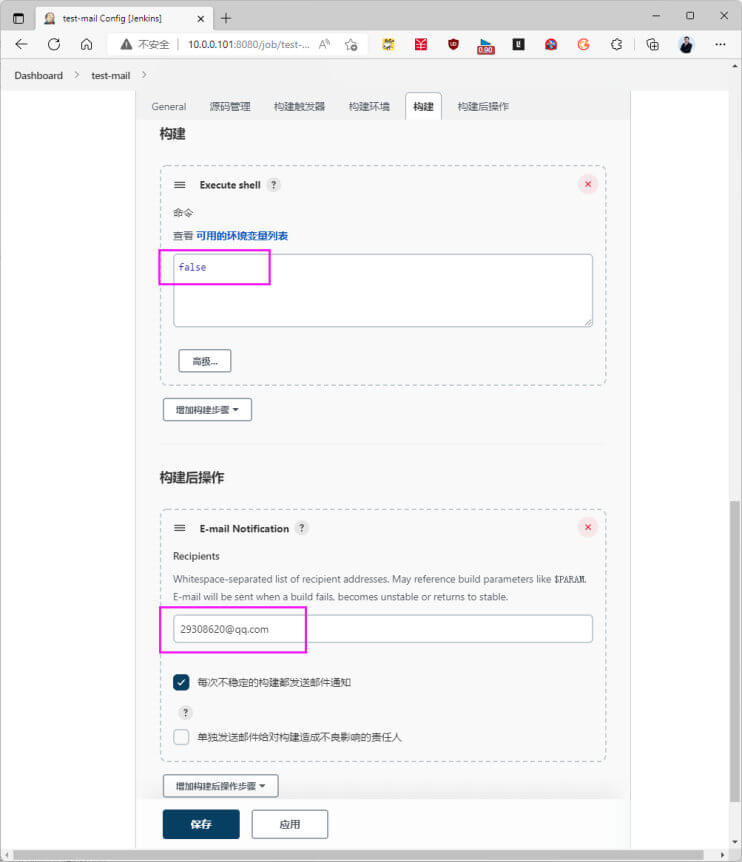 test-mail Config [Jenkins]
不安全 10.0.0.101:8080/job/test-...
0.90
Dashboard test-mail
General 源码管理 构建触发器 构建环境 构建 构建后操作
构建
Execute shell ?
命令
查看 可用的环境变量列表
false
高级...
增加构建步骤
构建后操作
E-mail Notification ?
Recipients
Whitespace-separated list of recipient addresses. May reference build parameters like $PARAM.
E-mail will be sent when a build fails, becomes unstable or returns to stable.
29308620@qq.com
每次不稳定的构建都发送邮件通知
?
单独发送邮件给对构建造成不良影响的责任人
增加构建后操作步骤
保存 应用